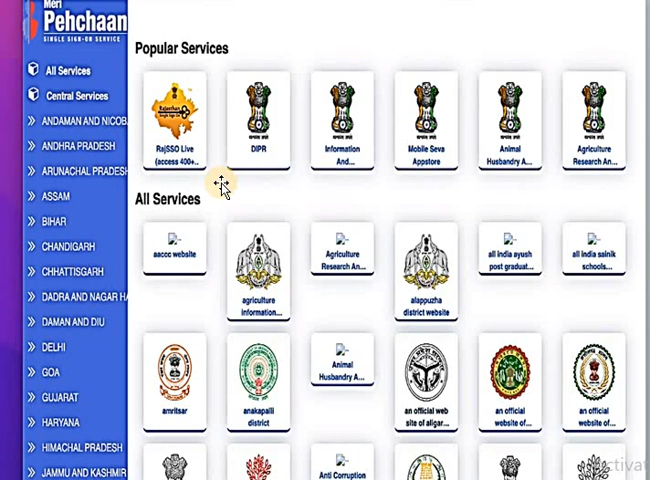 Meri
Pehchaan
SINGLE SIGN-ON SERVICE
All Services
Central Services
ANDAMAN AND NICOB
ANDHRA PRADESH
ARUNACHAL PRADESH
ASSAM
BIHAR
CHANDIGARH
CHHATTISGARH
DADRA AND NAGAR HA
DAMAN AND DIU
DELHI
GOA
GUJARAT
HARYANA
HIMACHAL PRADESH
JAMMU AND KASHMIR
Popular Services
RajSSO Live
(access 400+..
DIPR
Information
And...
Mobile Seva
Appstore
Animal
Husbandry A...
Agriculture
Research An...
All Services
aaccc website
agriculture
information...
Agriculture
Research An...
alappuzha
district website
all india ayush
post graduat...
all india sainik
schools...
amritsar
anakapalli
district
Animal
Husbandry A...
an official web
site of aligar...
an official
website of...
an official
website of...
Anti Corruption